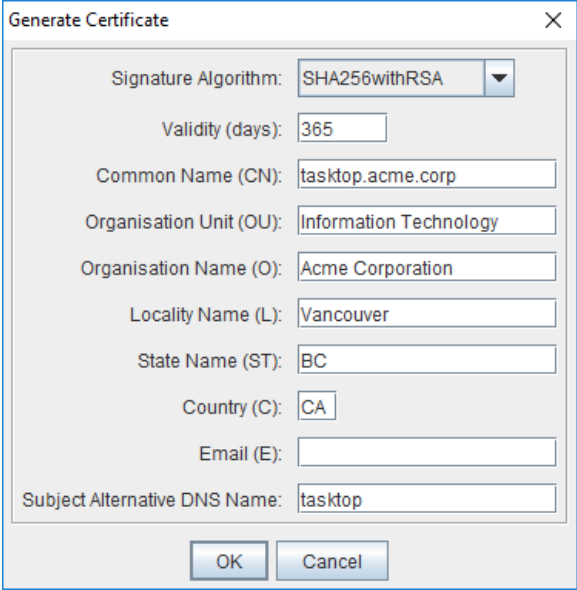 Generate Certificate
Signature Algorithm: SHA256withRSA
Validity (days): 365
Common Name (CN): tasktop.acme.corp
Organisation Unit (OU): Information Technology
Organisation Name (O): Acme Corporation
Locality Name (L): Vancouver
State Name (ST): BC
Country (C): CA
Email (E):
Subject Alternative DNS Name: tasktop
OK Cancel